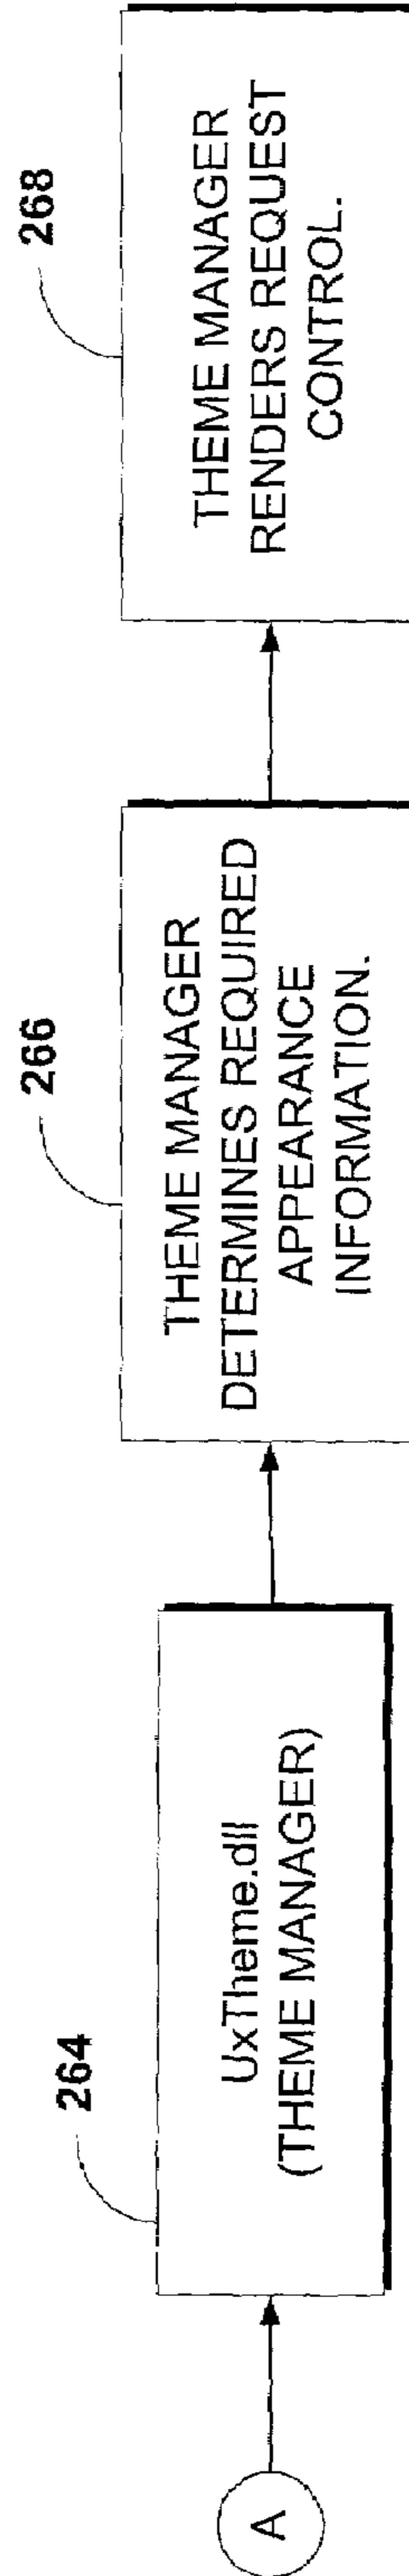 A
264
UxTheme.dll
(THEME MANAGER)
266
THEME MANAGER
DETERMINES REQUIRED
APPEARANCE
INFORMATION.
268
THEME MANAGER
RENDERS REQUEST
CONTROL.